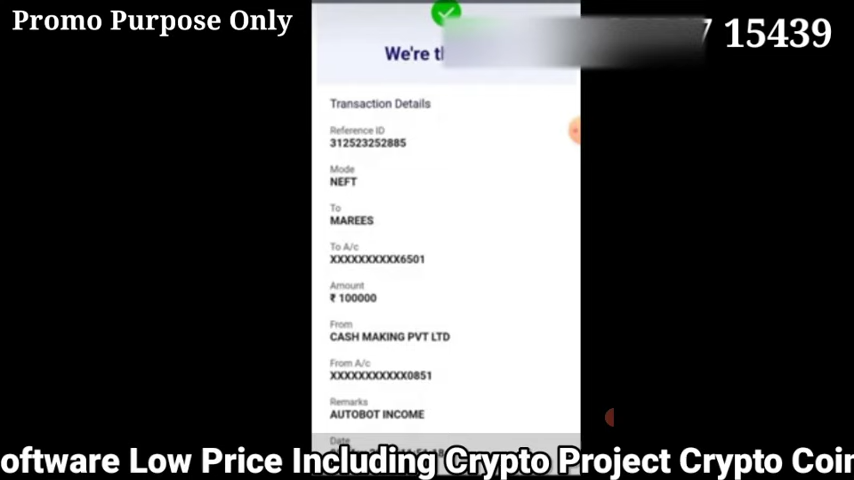 Promo Purpose Only
15439
We're
Transaction Details
Reference ID
312523252885
Mode
NEFT
To
MAREES
To A/c
XXXXXXXXXX6501
Amount
₹ 100000
From
CASH MAKING PVT LTD
From A/c
XXXXXXXXXXX0851
Remarks
AUTOBOT INCOME
Date
oftware Low Price Including Crypto Project Crypto Coin